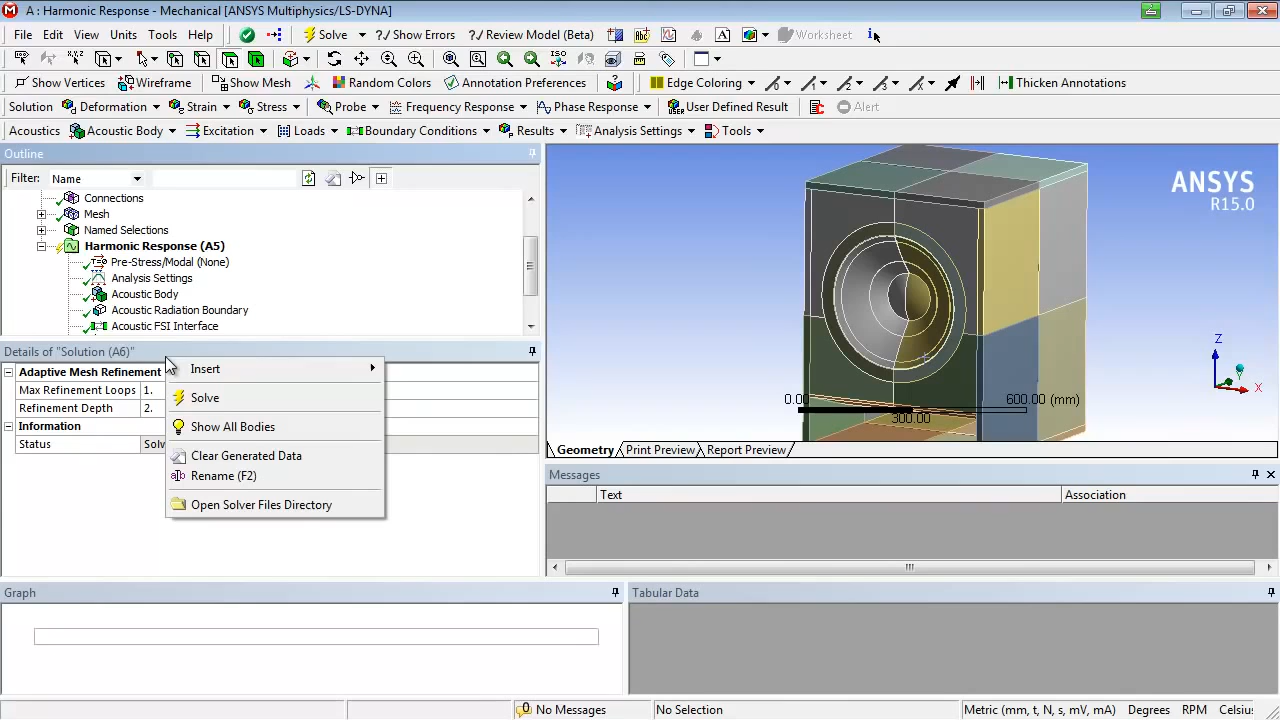 A : Harmonic Response - Mechanical [ANSYS Multiphysics/LS-DYNA]
File Edit View Units Tools Help Solve ?/ Show Errors ?/ Review Model (Beta) A Worksheet i
Show Vertices Wireframe Show Mesh Random Colors Annotation Preferences Edge Coloring Thicken Annotations
Solution Deformation Strain Stress Probe Frequency Response Phase Response User Defined Result Alert
Acoustics Acoustic Body Excitation Loads Boundary Conditions Results Analysis Settings Tools
Outline
Filter: Name
Connections
Mesh
Named Selections
Harmonic Response (A5)
Pre-Stress/Modal (None)
Analysis Settings
Acoustic Body
Acoustic Radiation Boundary
Acoustic FSI Interface
Details of "Solution (A6)"
Adaptive Mesh Refinement
Max Refinement Loops 1.
Refinement Depth 2.
Information
Status Solv
Insert
Solve
Show All Bodies
Clear Generated Data
Rename (F2)
Open Solver Files Directory
ANSYS
R15.0
0.00 600.00 (mm)
300.00
Z
X
Geometry Print Preview Report Preview
Messages
Text Association
Graph
Tabular Data
No Messages No Selection Metric (mm, t, N, s, mV, mA) Degrees RPM Celsiu